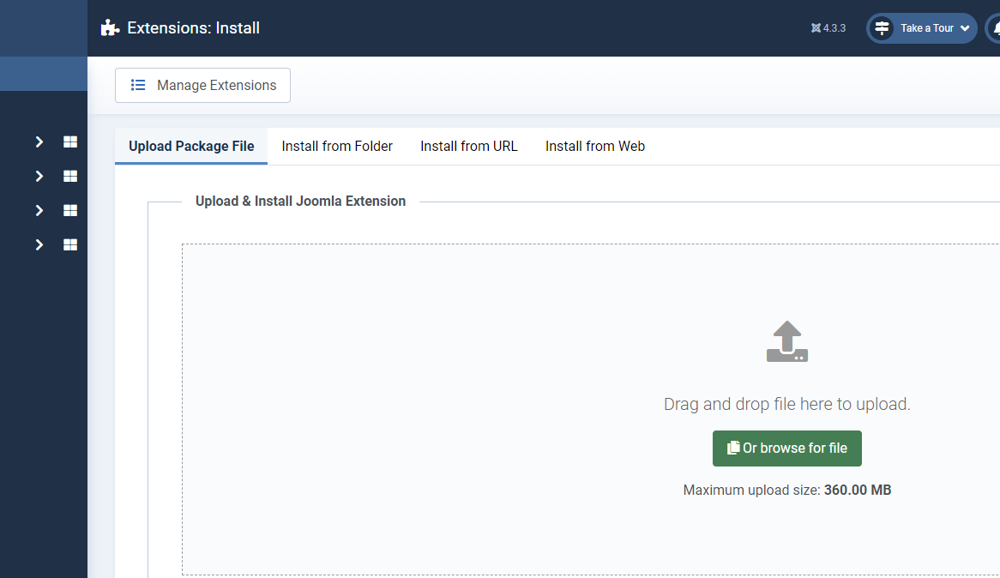 Extensions: Install
4.3.3
Take a Tour
Manage Extensions
Upload Package File
Install from Folder
Install from URL
Install from Web
Upload & Install Joomla Extension
Drag and drop file here to upload.
Or browse for file
Maximum upload size: 360.00 MB